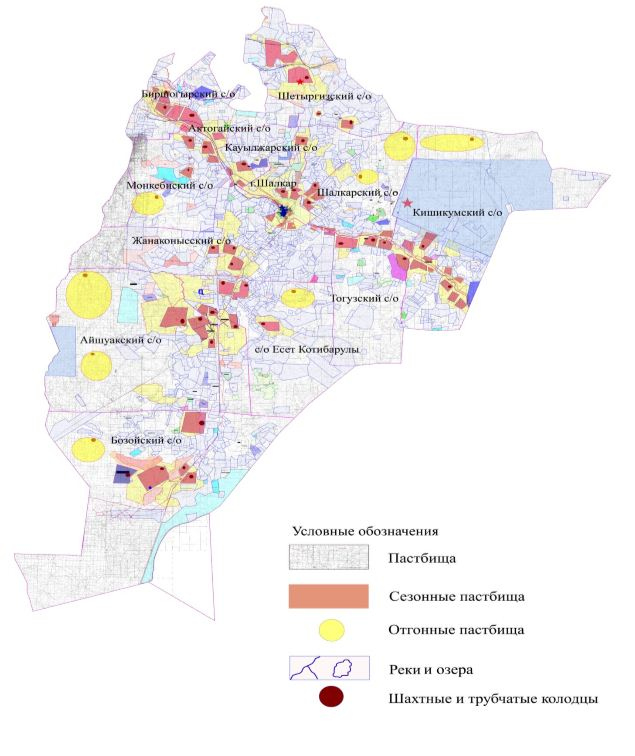 Биршогырский с/о
Шетыргизский с/о
Актогайский с/о
Кауылжарский с/о
г.Шалкар
Монкебиский с/о
Шалкарский с/о
Кишикумский с/о
Жанаконысский с/о
Тогузский с/о
Айшуакский с/о
с/о Есет Котибарулы
Бозойский с/о
Условные обозначения
Пастбища
Сезонные пастбища
Отгонные пастбища
Реки и озера
Шахтные и трубчатые колодцы